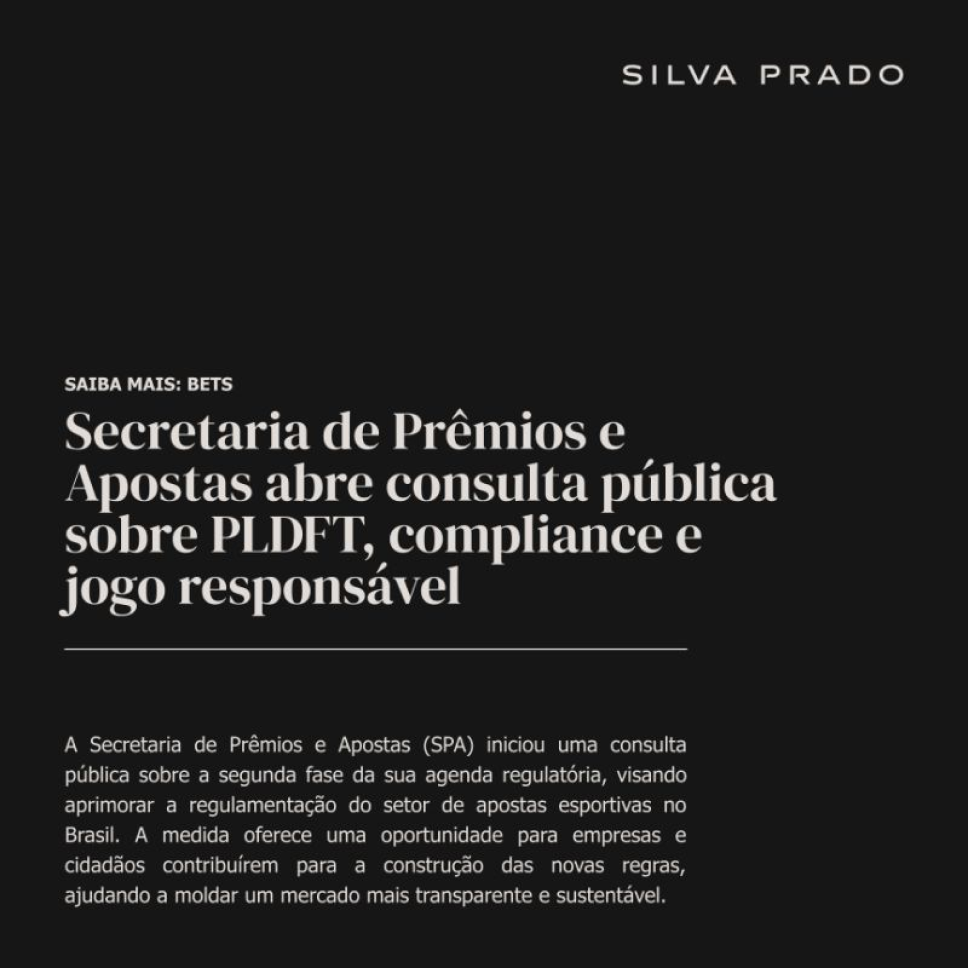 SILVA PRADO
SAIBA MAIS: BETS
Secretaria de Prêmios e
Apostas abre consulta pública
sobre PLDFT, compliance e
jogo responsável
A Secretaria de Prêmios e Apostas (SPA) iniciou uma consulta
pública sobre a segunda fase da sua agenda regulatória, visando
aprimorar a regulamentação do setor de apostas esportivas no
Brasil. A medida oferece uma oportunidade para empresas e
cidadãos contribuírem para a construção das novas regras,
ajudando a moldar um mercado mais transparente e sustentável.